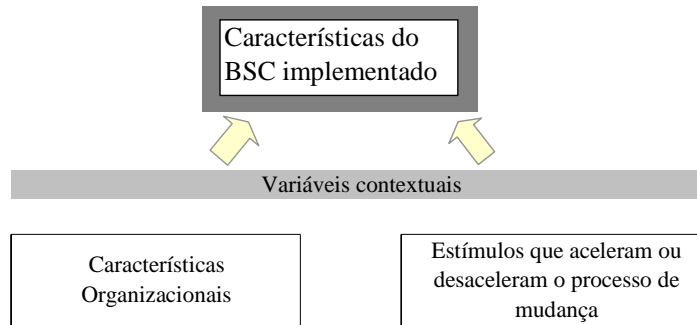 Características do
BSC implementado
Variáveis contextuais
Características
Organizacionais
Estímulos que aceleram ou
desaceleram o processo de
mudança